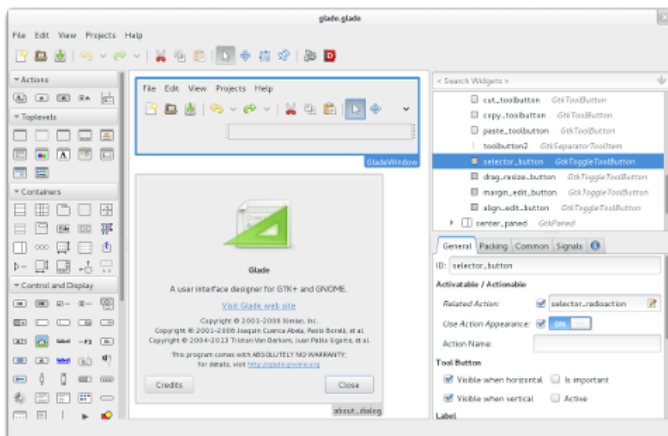 glade.glade
File Edit View Projects Help
Actions
Toplevels
Containers
Control and Display
File Edit View Projects Help
GladeWindow
Glade
A user interface designer for GTK+ and GNOME.
Visit Glade web site
Copyright © 2001-2006 Ximian, Inc.
Copyright © 2001-2006 Joaquin Cuenca Abela, Paolo Borelli, et al.
Copyright © 2004-2013 Tristan Van Berkom, Juan Pablo Ugarte, et al.
This program comes with ABSOLUTELY NO WARRANTY;
for details, visit http://glade.gnome.org
Credits Close
about_dialog
< Search Widgets >
cut_toolbutton GtkToolButton
copy_toolbutton GtkToolButton
paste_toolbutton GtkToolButton
toolbutton2 GtkSeparatorToolItem
selector_button GtkToggleToolButton
drag_resize_button GtkToggleToolButton
margin_edit_button GtkToggleToolButton
align_edit_button GtkToggleToolButton
center_paned GtkPaned
General Packing Common Signals
ID: selector_button
Activatable / Actionable
Related Action: selector_radioaction
Use Action Appearance: ON
Action Name:
Tool Button
Visible when horizontal Is important
Visible when vertical Active
Label